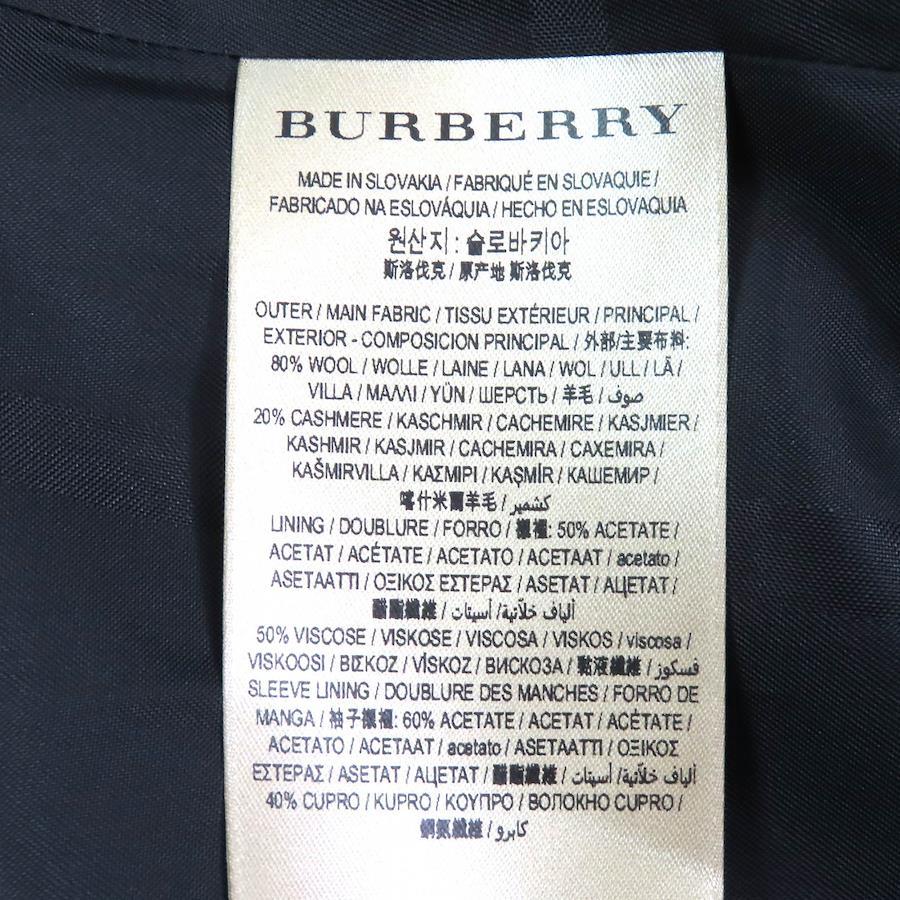 BURBERRY
MADE IN SLOVAKIA / FABRIQUÉ EN SLOVAQUIE /
FABRICADO NA ESLOVÁQUIA / HECHO EN ESLOVAQUIA
원산지 : 슬로바키아
斯洛伐克 / 原产地 斯洛伐克
OUTER / MAIN FABRIC / TISSU EXTÉRIEUR / PRINCIPAL /
EXTERIOR - COMPOSICION PRINCIPAL / 外部/主要布料:
80% WOOL / WOLLE / LAINE / LANA / WOL / ULL / LÃ /
VILLA / ΜΑΛΛΙ / YÜN / ШЕРСТЬ / 羊毛 / صوف /
20% CASHMERE / KASCHMIR / CACHEMIRE / KASJMIER /
KASHMIR / KASJMIR / CACHEMIRA / CAXEMIRA /
KAŠMIRVILLA / ΚΑΣΜΙΡΙ / KAŞMİR / КАШЕМИР /
喀什米爾羊毛 / كشمير
LINING / DOUBLURE / FORRO / 襯裡: 50% ACETATE /
ACETAT / ACÉTATE / ACETATO / ACETAAT / acetato /
ASETAATTI / ΟΞΙΚΟΣ ΕΣΤΕΡΑΣ / ASETAT / АЦЕТАТ /
醋酯纖維 / ألياف خلاّتية/ أسيتات /
50% VISCOSE / VISKOSE / VISCOSA / VISKOS / viscosa /
VISKOOSI / ΒΙΣΚΟΖ / VİSKOZ / ВИСКОЗА / 黏液纖維 / فسكوز
SLEEVE LINING / DOUBLURE DES MANCHES / FORRO DE
MANGA / 袖子襯裡: 60% ACETATE / ACETAT / ACÉTATE /
ACETATO / ACETAAT / acetato / ASETAATTI / ΟΞΙΚΟΣ
ΕΣΤΕΡΑΣ / ASETAT / АЦЕТАТ / 醋酯纖維 / ألياف خلاّتية/ أسيتات
40% CUPRO / KUPRO / ΚΟΥΠΡΟ / ВОЛОКНО CUPRO /
銅氨纖維 / كابرو